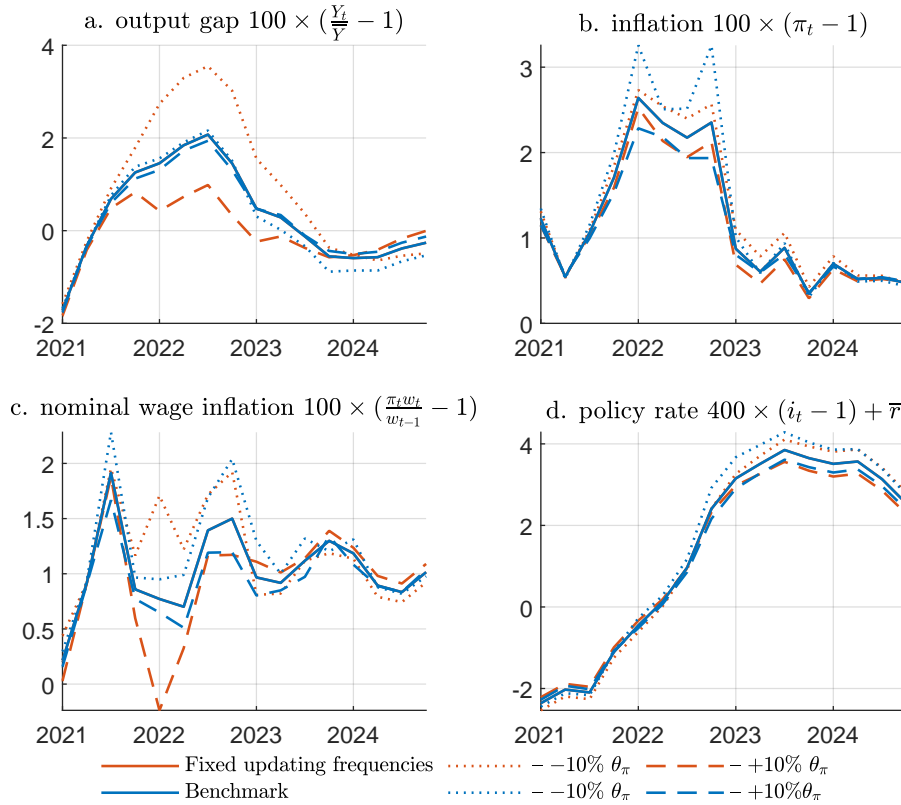 a. output gap 100 × (Y_t/Y̅ − 1)
4
2
0
-2
2021 2022 2023 2024
b. inflation 100 × (π_t − 1)
3
2
1
0
2021 2022 2023 2024
c. nominal wage inflation 100 × (π_t w_t/w_{t−1} − 1)
2
1.5
1
0.5
0
2021 2022 2023 2024
d. policy rate 400 × (i_t − 1) + r̅
4
2
0
-2
2021 2022 2023 2024
Fixed updating frequencies – −10% θ_π – +10% θ_π
Benchmark – −10% θ_π – +10%θ_π